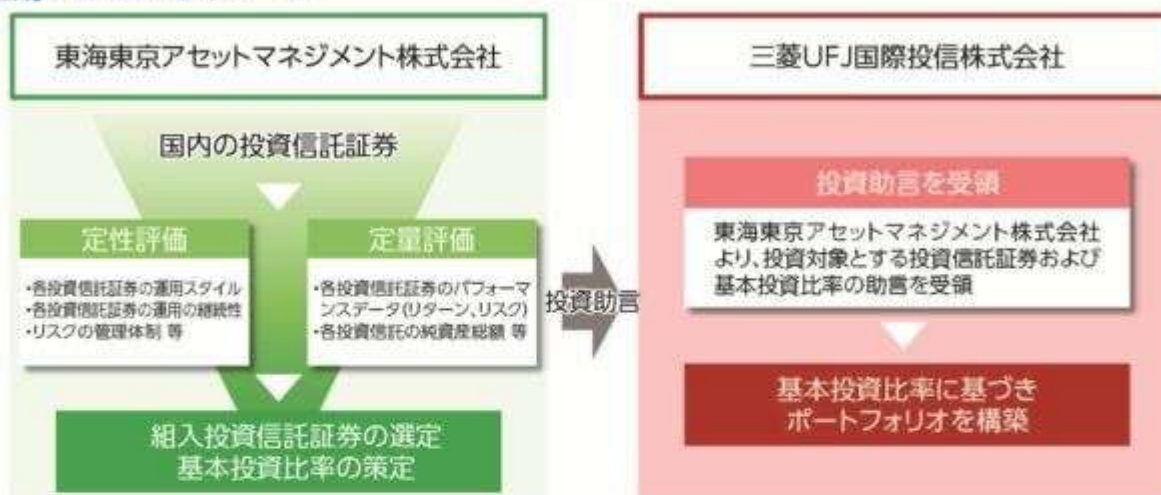 東海東京アセットマネジメント株式会社
国内の投資信託証券
定性評価
・各投資信託証券の運用スタイル
・各投資信託証券の運用の継続性
・リスクの管理体制 等
定量評価
・各投資信託証券のパフォーマ
ンスデータ(リターン、リスク)
・各投資信託の純資産総額 等
組入投資信託証券の選定
基本投資比率の策定
投資助言
三菱UFJ国際投信株式会社
投資助言を受領
東海東京アセットマネジメント株式会社
より、投資対象とする投資信託証券および
基本投資比率の助言を受領
基本投資比率に基づき
ポートフォリオを構築